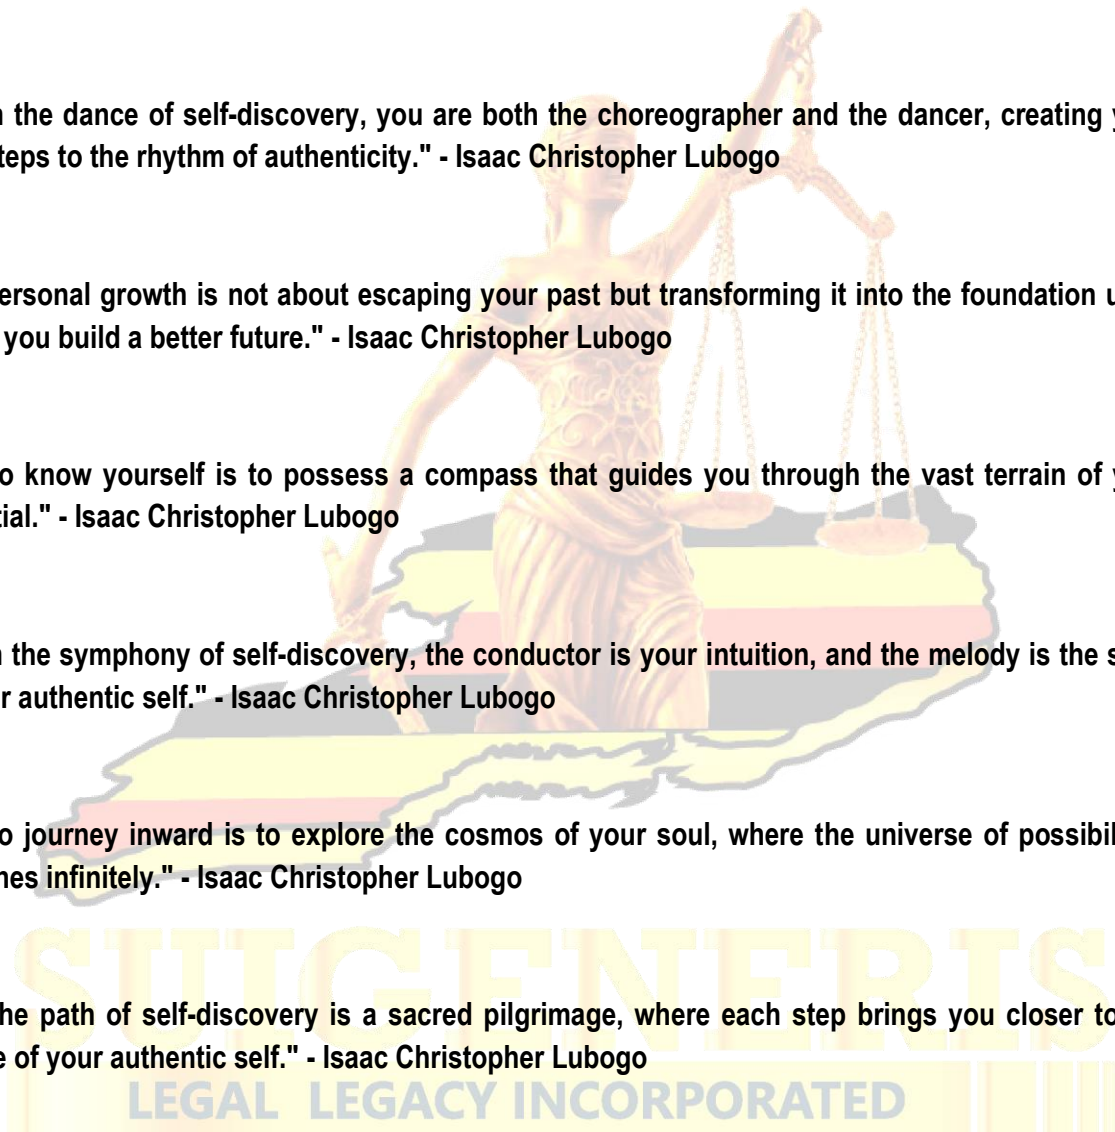 the dance of self-discovery, you are both the choreographer and the dancer, creating
teps to the rhythm of authenticity." - Isaac Christopher Lubogo
ersonal growth is not about escaping your past but transforming it into the foundation
you build a better future." - Isaac Christopher Lubogo
o know yourself is to possess a compass that guides you through the vast terrain of
tial." - Isaac Christopher Lubogo
the symphony of self-discovery, the conductor is your intuition, and the melody is the
r authentic self." - Isaac Christopher Lubogo
o journey inward is to explore the cosmos of your soul, where the universe of possibil
hes infinitely." - Isaac Christopher Lubogo
he path of self-discovery is a sacred pilgrimage, where each step brings you closer to
e of your authentic self." - Isaac Christopher Lubogo
SUIGENERIS
LEGAL LEGACY INCORPORATED